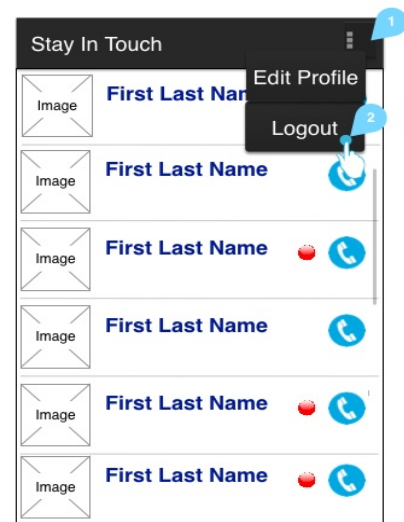 Stay In Touch
1
Edit Profile
Image
First Last Nam
Logout
2
Image
First Last Name
Image
First Last Name
Image
First Last Name
Image
First Last Name
Image
First Last Name